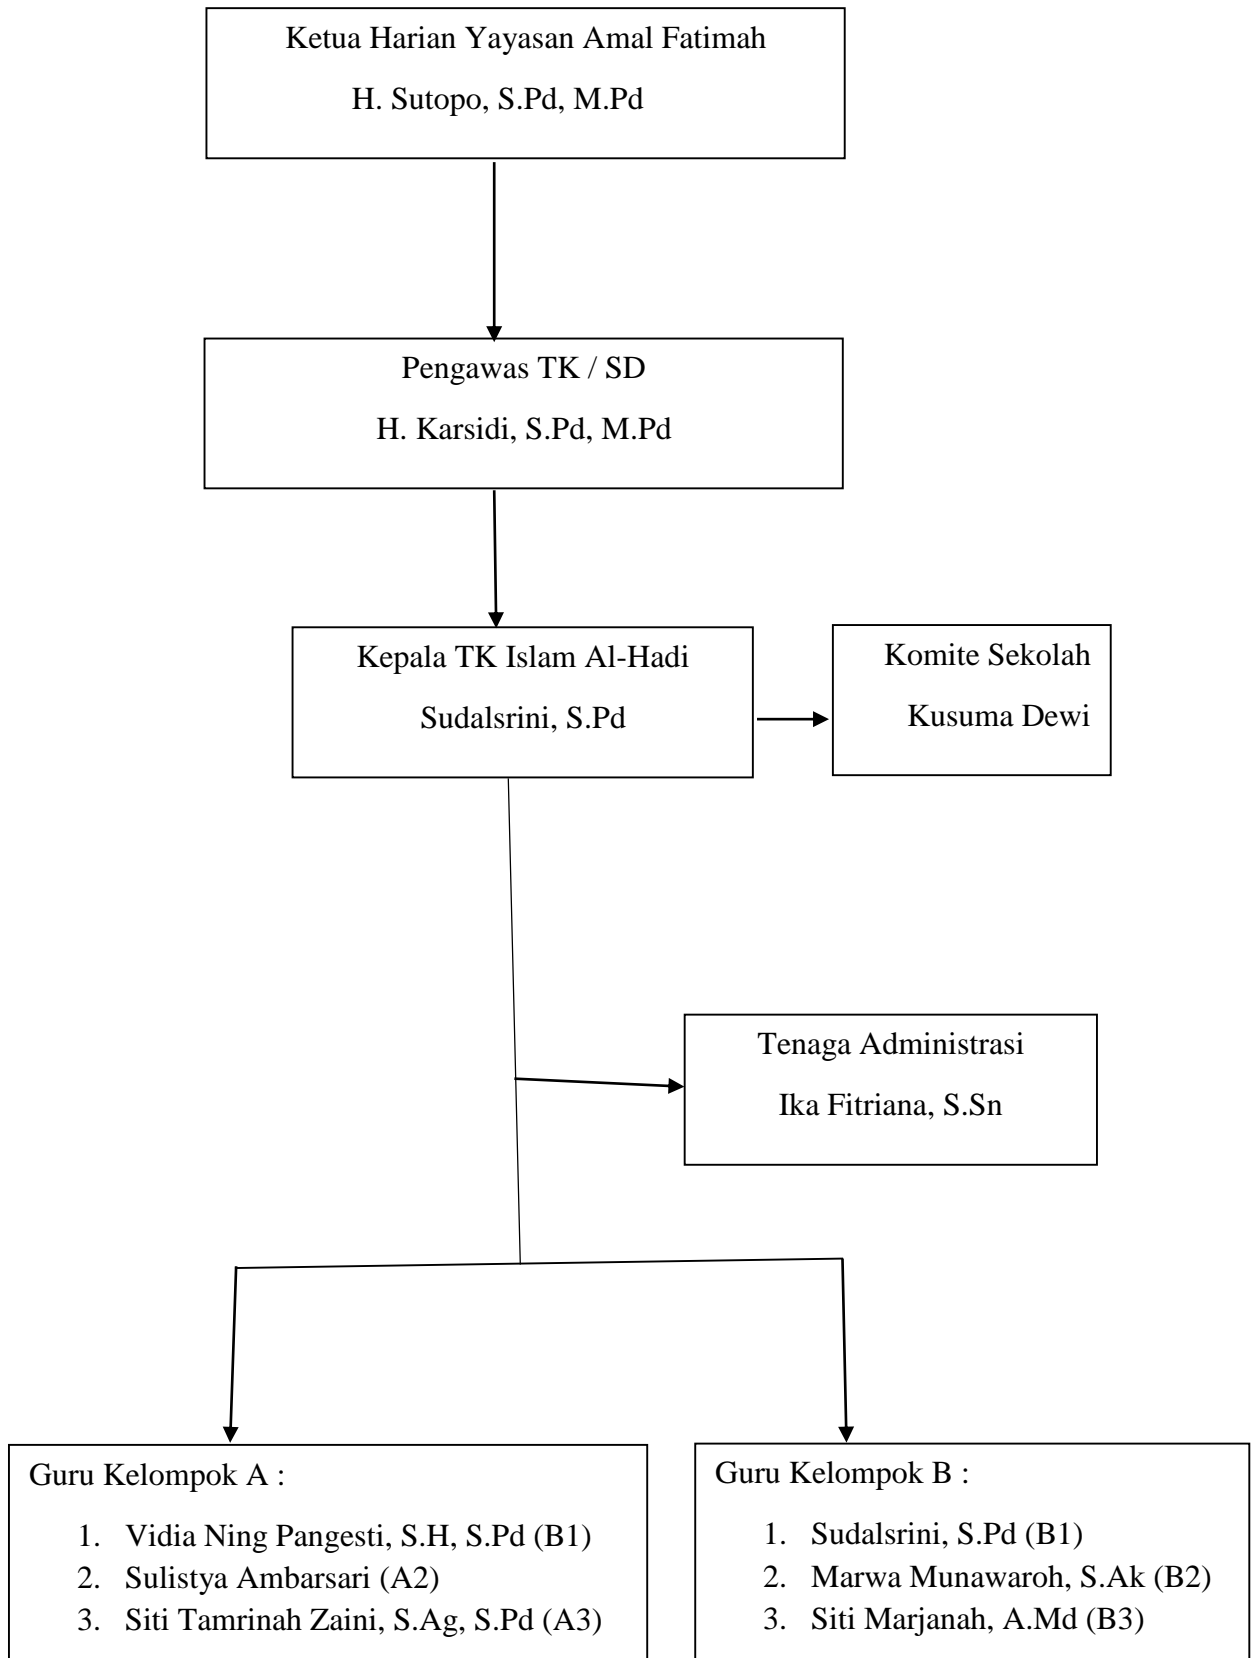 Ketua Harian Yayasan Amal Fatimah
H. Sutopo, S.Pd, M.Pd
Pengawas TK / SD
H. Karsidi, S.Pd, M.Pd
Kepala TK Islam Al-Hadi
Sudalsrini, S.Pd
Komite Sekolah
Kusuma Dewi
Tenaga Administrasi
Ika Fitriana, S.Sn
Guru Kelompok A :
1. Vidia Ning Pangesti, S.H, S.Pd (B1)
2. Sulistya Ambarsari (A2)
3. Siti Tamrinah Zaini, S.Ag, S.Pd (A3)
Guru Kelompok B :
1. Sudalsrini, S.Pd (B1)
2. Marwa Munawaroh, S.Ak (B2)
3. Siti Marjanah, A.Md (B3)